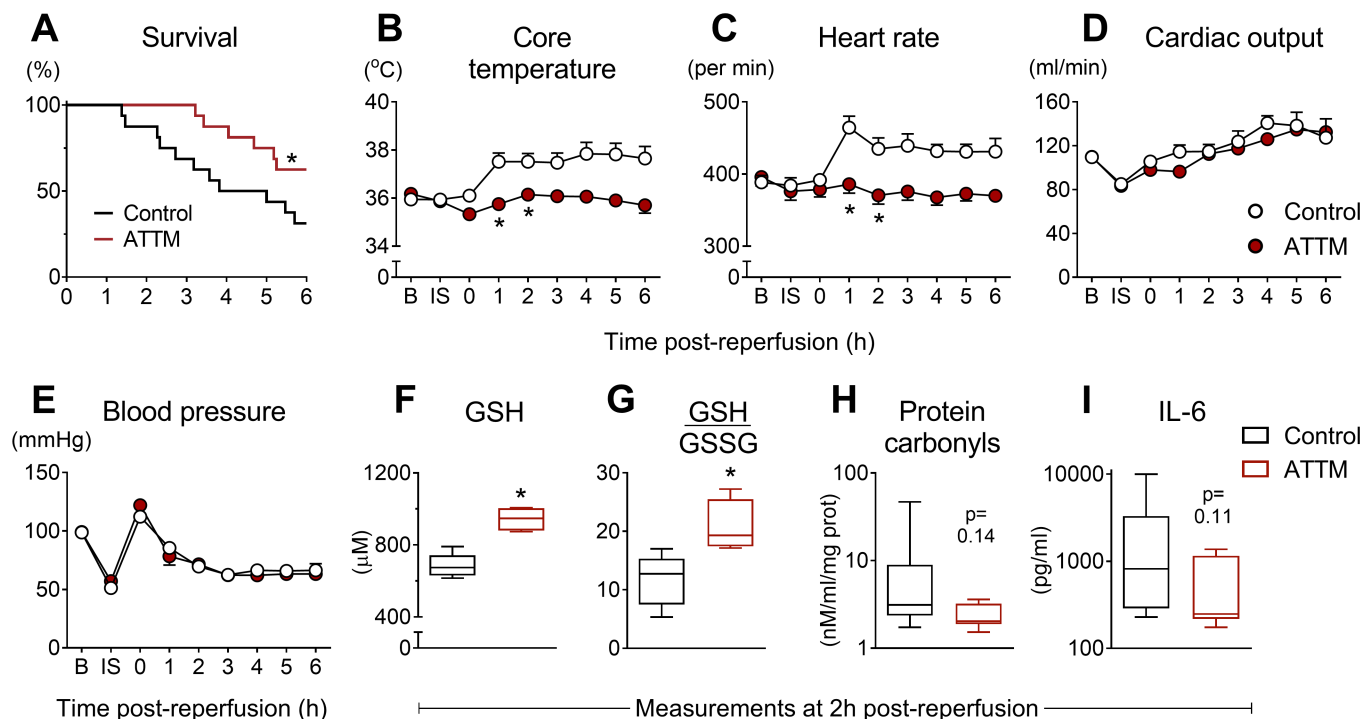 A Survival
(%)
100
50
0
Control
ATTM
*
0 1 2 3 4 5 6
B Core
temperature
(oC)
40
38
36
34
0
* *
B IS 0 1 2 3 4 5 6
C Heart rate
(per min)
500
400
300
0
* *
B IS 0 1 2 3 4 5 6
D Cardiac output
(ml/min)
160
120
80
40
0
Control
ATTM
B IS 0 1 2 3 4 5 6
Time post-reperfusion (h)
E Blood pressure
(mmHg)
150
100
50
0
B IS 0 1 2 3 4 5 6
Time post-reperfusion (h)
F GSH
(μM)
1200
800
400
0
*
G GSH
GSSG
30
20
10
0
*
H Protein
carbonyls
(nM/ml/mg prot)
100
10
1
p=
0.14
I IL-6
(pg/ml)
10000
1000
100
p=
0.11
Control
ATTM
Measurements at 2h post-reperfusion